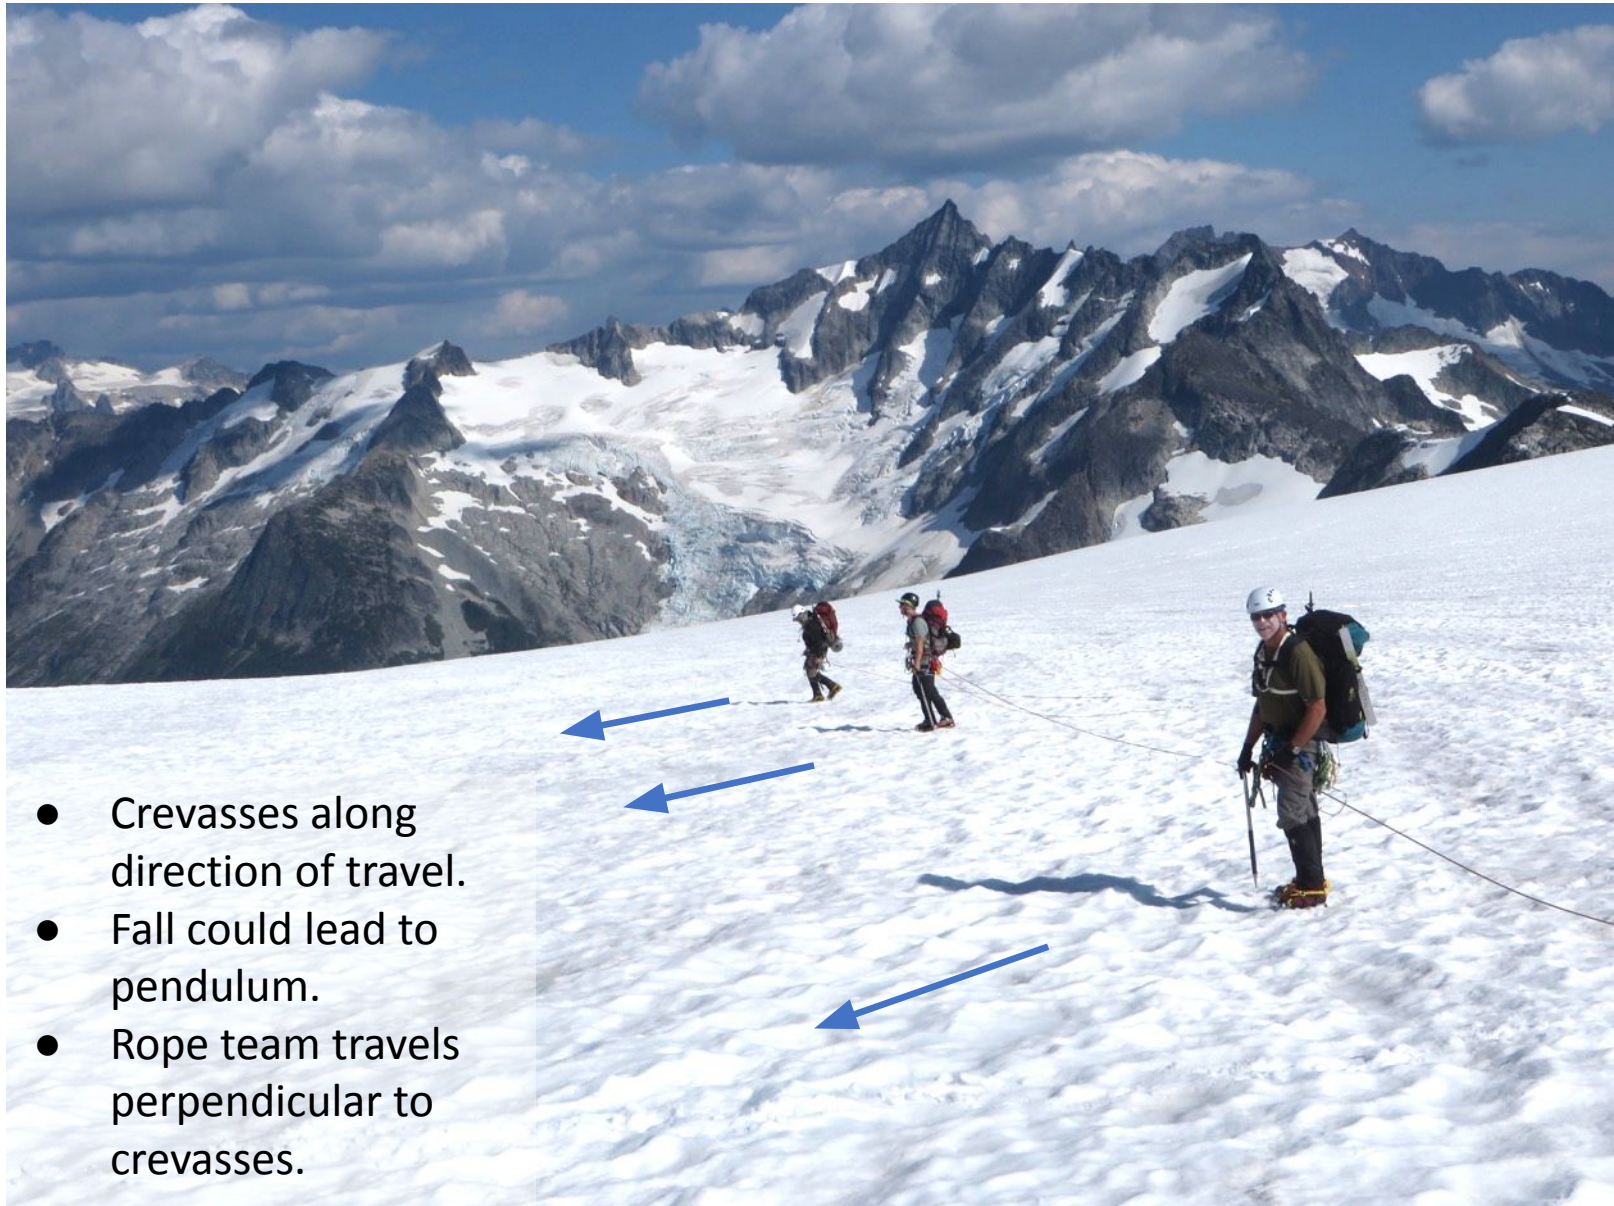 ● Crevasses along
direction of travel.
● Fall could lead to
pendulum.
● Rope team travels
perpendicular to
crevasses.